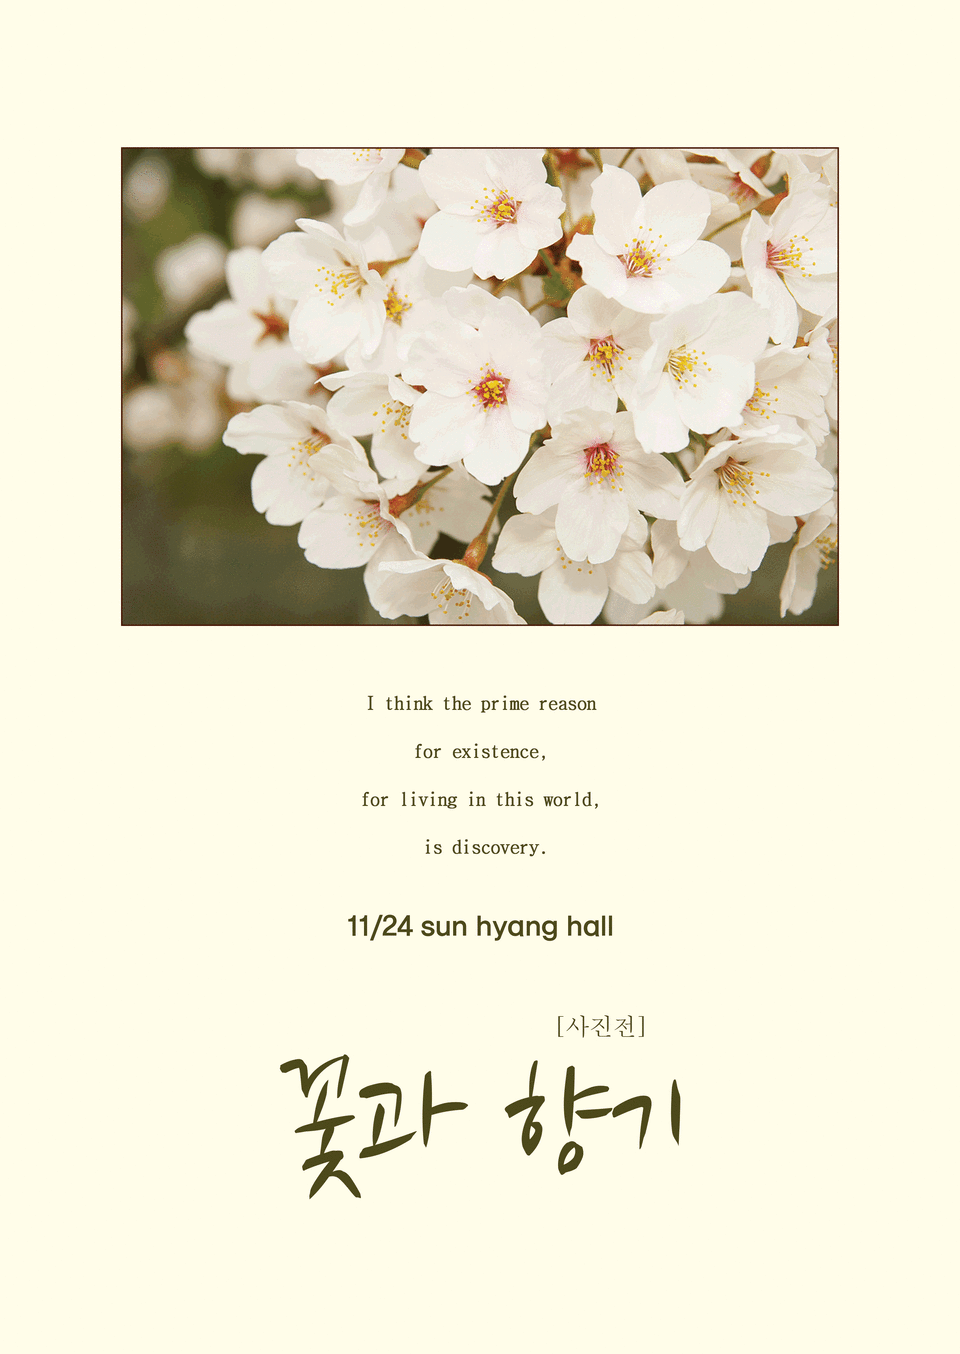 I think the prime reason
for existence,
for living in this world,
is discovery.
11/24 sun hyang hall
[사진전]
꽃과 향기